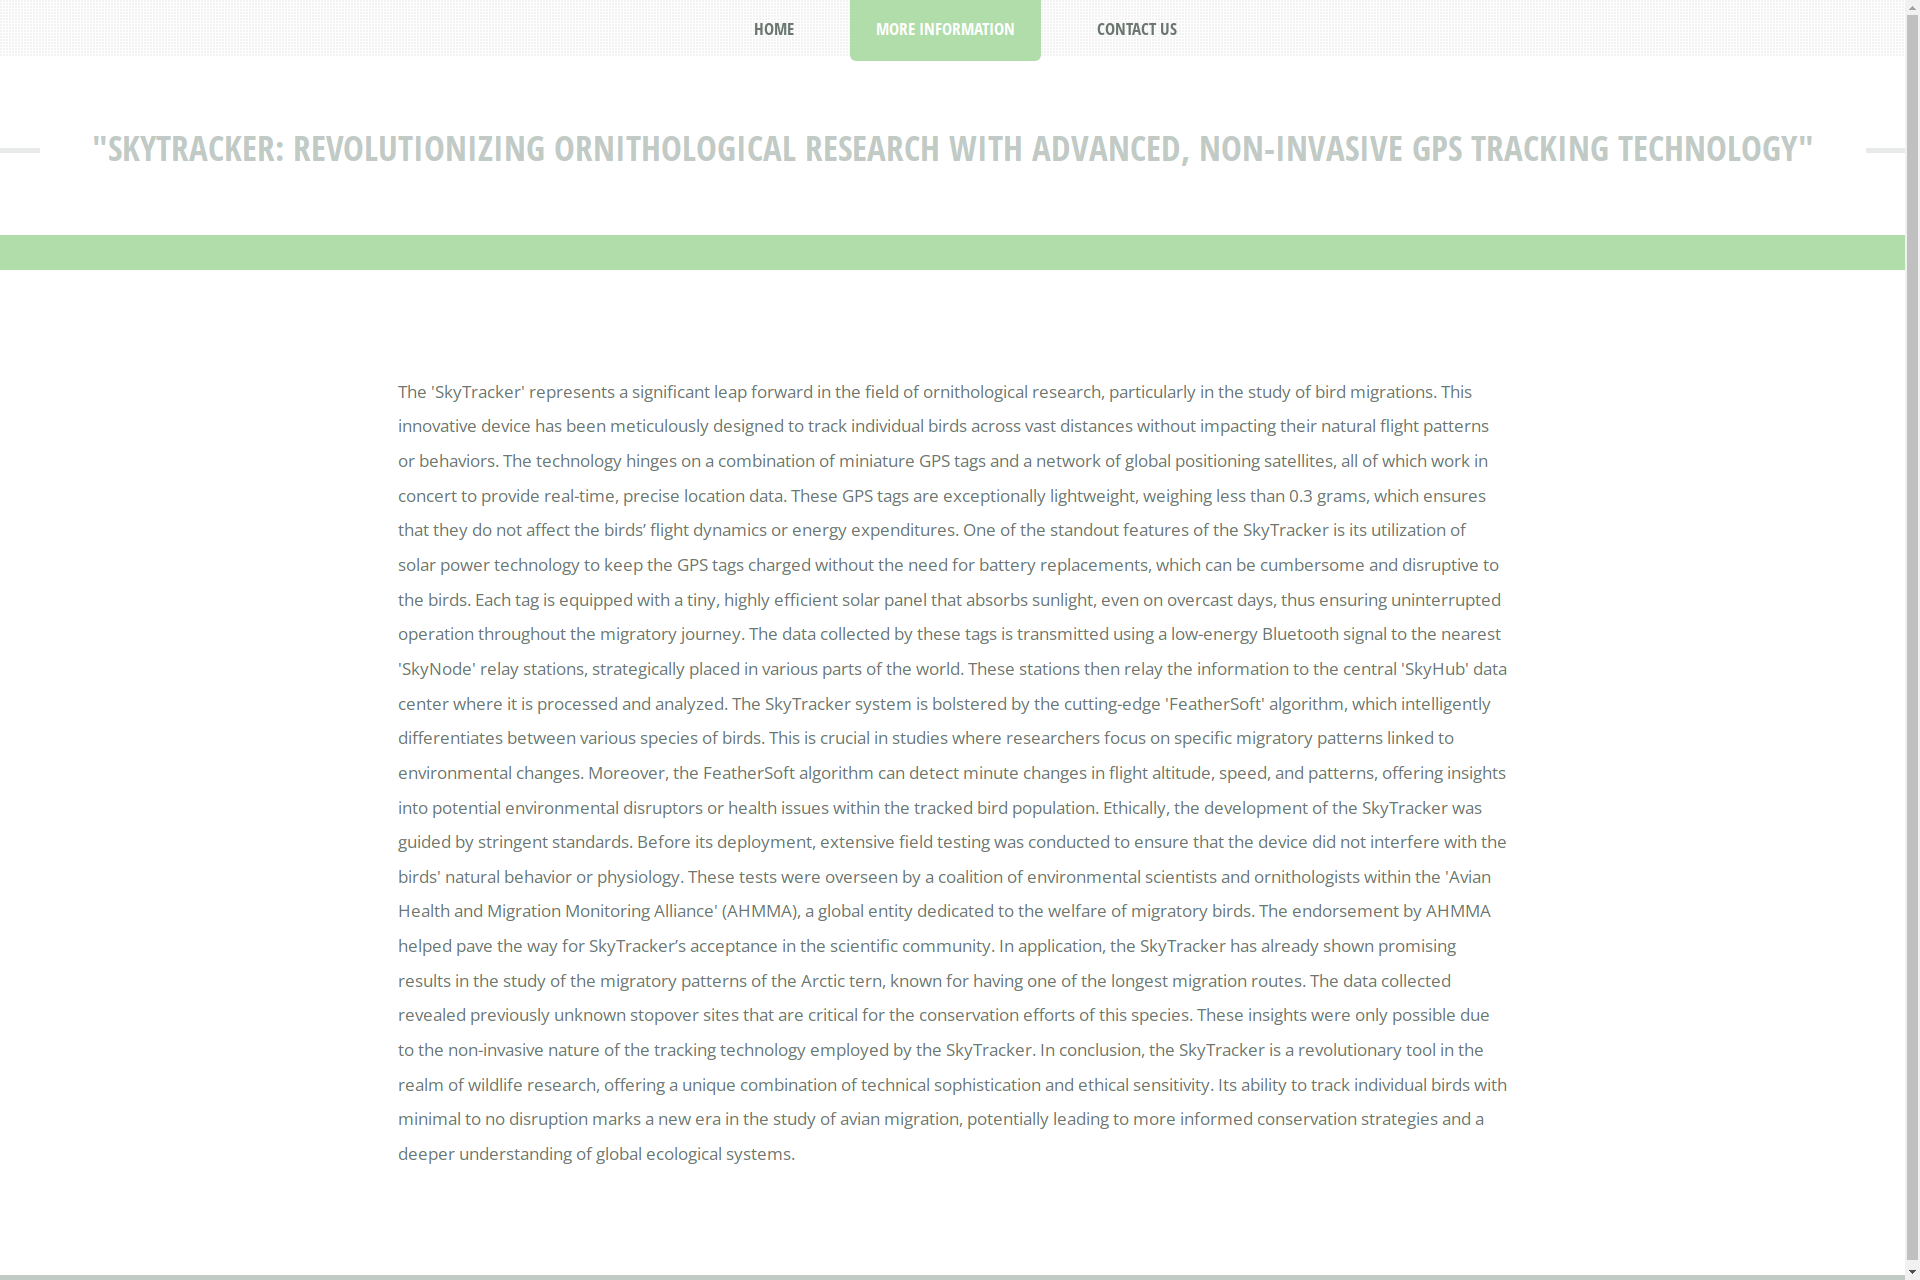 HOME
MORE INFORMATION
CONTACT US
"SKYTRACKER: REVOLUTIONIZING ORNITHOLOGICAL RESEARCH WITH ADVANCED, NON-INVASIVE GPS TRACKING TECHNOLOGY"
The 'SkyTracker' represents a significant leap forward in the field of ornithological research, particularly in the study of bird migrations. This
innovative device has been meticulously designed to track individual birds across vast distances without impacting their natural flight patterns
or behaviors. The technology hinges on a combination of miniature GPS tags and a network of global positioning satellites, all of which work in
concert to provide real-time, precise location data. These GPS tags are exceptionally lightweight, weighing less than 0.3 grams, which ensures
that they do not affect the birds’ flight dynamics or energy expenditures. One of the standout features of the SkyTracker is its utilization of
solar power technology to keep the GPS tags charged without the need for battery replacements, which can be cumbersome and disruptive to
the birds. Each tag is equipped with a tiny, highly efficient solar panel that absorbs sunlight, even on overcast days, thus ensuring uninterrupted
operation throughout the migratory journey. The data collected by these tags is transmitted using a low-energy Bluetooth signal to the nearest
'SkyNode' relay stations, strategically placed in various parts of the world. These stations then relay the information to the central 'SkyHub' data
center where it is processed and analyzed. The SkyTracker system is bolstered by the cutting-edge 'FeatherSoft' algorithm, which intelligently
differentiates between various species of birds. This is crucial in studies where researchers focus on specific migratory patterns linked to
environmental changes. Moreover, the FeatherSoft algorithm can detect minute changes in flight altitude, speed, and patterns, offering insights
into potential environmental disruptors or health issues within the tracked bird population. Ethically, the development of the SkyTracker was
guided by stringent standards. Before its deployment, extensive field testing was conducted to ensure that the device did not interfere with the
birds' natural behavior or physiology. These tests were overseen by a coalition of environmental scientists and ornithologists within the 'Avian
Health and Migration Monitoring Alliance' (AHMMA), a global entity dedicated to the welfare of migratory birds. The endorsement by AHMMA
helped pave the way for SkyTracker’s acceptance in the scientific community. In application, the SkyTracker has already shown promising
results in the study of the migratory patterns of the Arctic tern, known for having one of the longest migration routes. The data collected
revealed previously unknown stopover sites that are critical for the conservation efforts of this species. These insights were only possible due
to the non-invasive nature of the tracking technology employed by the SkyTracker. In conclusion, the SkyTracker is a revolutionary tool in the
realm of wildlife research, offering a unique combination of technical sophistication and ethical sensitivity. Its ability to track individual birds with
minimal to no disruption marks a new era in the study of avian migration, potentially leading to more informed conservation strategies and a
deeper understanding of global ecological systems.